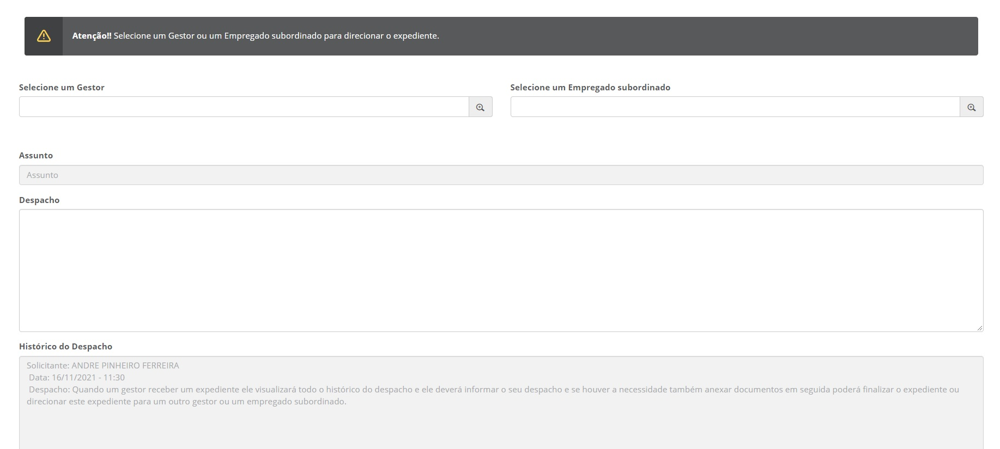 Atenção!! Selecione um Gestor ou um Empregado subordinado para direcionar o expediente.
Selecione um Gestor
Selecione um Empregado subordinado
Assunto
Assunto
Despacho
Histórico do Despacho
Solicitante: ANDRE PINHEIRO FERREIRA
Data: 16/11/2021 - 11:30
Despacho: Quando um gestor receber um expediente ele visualizará todo o histórico do despacho e ele deverá informar o seu despacho e se houver a necessidade também anexar documentos em seguida poderá finalizar o expediente ou
direcionar este expediente para um outro gestor ou um empregado subordinado.